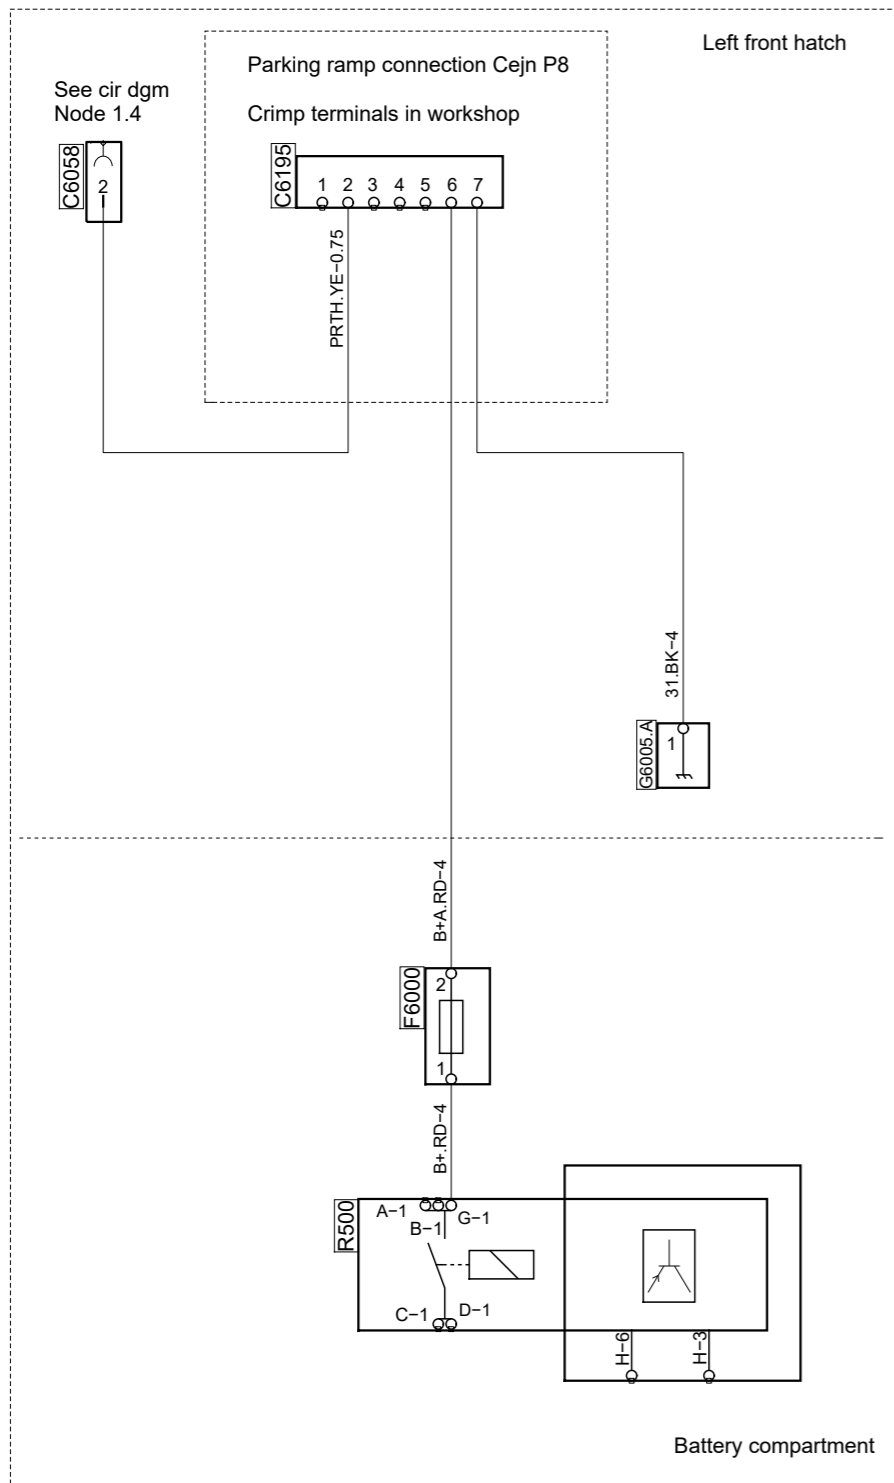 Left front hatch
Parking ramp connection Cejn P8
See cir dgm
Node 1.4
Crimp terminals in workshop
C6058
2
C6195
1 2 3 4 5 6 7
PRTH.YE-0.75
31.BK-4
G6005.A
1
B+A.RD-4
F6000
2
1
B+.RD-4
R500
A-1
B-1
G-1
C-1
D-1
H-6
H-3
Battery compartment